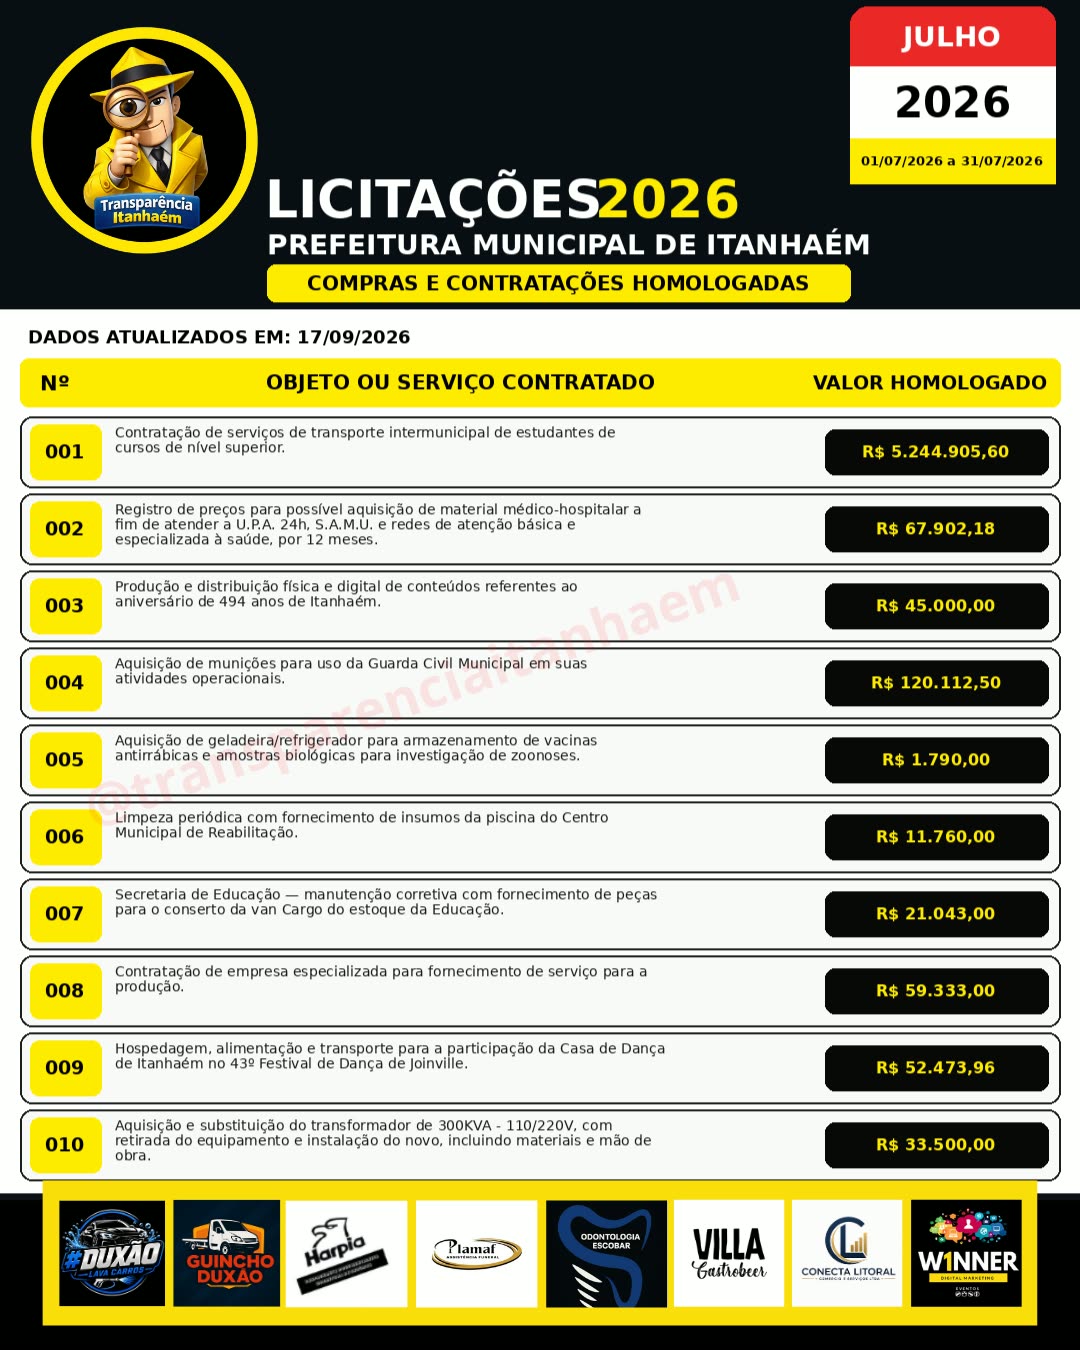 JULHO
2026
01/07/2026 a 31/07/2026
Transparência
Itanhaém
LICITAÇÕES2026
PREFEITURA MUNICIPAL DE ITANHAÉM
COMPRAS E CONTRATAÇÕES HOMOLOGADAS
DADOS ATUALIZADOS EM: 17/09/2026
Nº OBJETO OU SERVIÇO CONTRATADO VALOR HOMOLOGADO
001
Contratação de serviços de transporte intermunicipal de estudantes de
cursos de nível superior.
R$ 5.244.905,60
002
Registro de preços para possível aquisição de material médico-hospitalar a
fim de atender a U.P.A. 24h, S.A.M.U. e redes de atenção básica e
especializada à saúde, por 12 meses.
R$ 67.902,18
003
Produção e distribuição física e digital de conteúdos referentes ao
aniversário de 494 anos de Itanhaém.
R$ 45.000,00
004
Aquisição de munições para uso da Guarda Civil Municipal em suas
atividades operacionais.
R$ 120.112,50
005
Aquisição de geladeira/refrigerador para armazenamento de vacinas
antirrábicas e amostras biológicas para investigação de zoonoses.
R$ 1.790,00
006
Limpeza periódica com fornecimento de insumos da piscina do Centro
Municipal de Reabilitação.
R$ 11.760,00
007
Secretaria de Educação — manutenção corretiva com fornecimento de peças
para o conserto da van Cargo do estoque da Educação.
R$ 21.043,00
008
Contratação de empresa especializada para fornecimento de serviço para a
produção.
R$ 59.333,00
009
Hospedagem, alimentação e transporte para a participação da Casa de Dança
de Itanhaém no 43º Festival de Dança de Joinville.
R$ 52.473,96
010
Aquisição e substituição do transformador de 300KVA - 110/220V, com
retirada do equipamento e instalação do novo, incluindo materiais e mão de
obra.
R$ 33.500,00
@transparenciaitanhaem
#DUXÃO
LAVA CARROS
GUINCHO
DUXÃO
Harpia
Plamaf
ASSISTÊNCIA FUNERAL
ODONTOLOGIA
ESCOBAR
VILLA
Gastrobeer
CONECTA LITORAL
COMÉRCIO E SERVIÇOS LTDA
W1NNER
DIGITAL MARKETING
EVENTOS